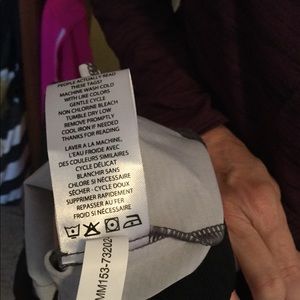 PEOPLE ACTUALLY READ
THESE TAGS?
MACHINE WASH COLD
WITH LIKE COLORS
GENTLE CYCLE
NON CHLORINE BLEACH
TUMBLE DRY LOW
REMOVE PROMPTLY
COOL IRON IF NEEDED
THANKS FOR READING
LAVER A LA MACHINE,
L'EAU FROIDE AVEC
DES COULEURS SIMILAIRES
CYCLE DÉLICAT
BLANCHIR SANS
CHLORE SI NÉCESSAIRE
SÉCHER - CYCLE DOUX
SUPPRIMER RAPIDEMENT
REPASSER AU FER
FROID SI NÉCESSAIRE
MM153-73202